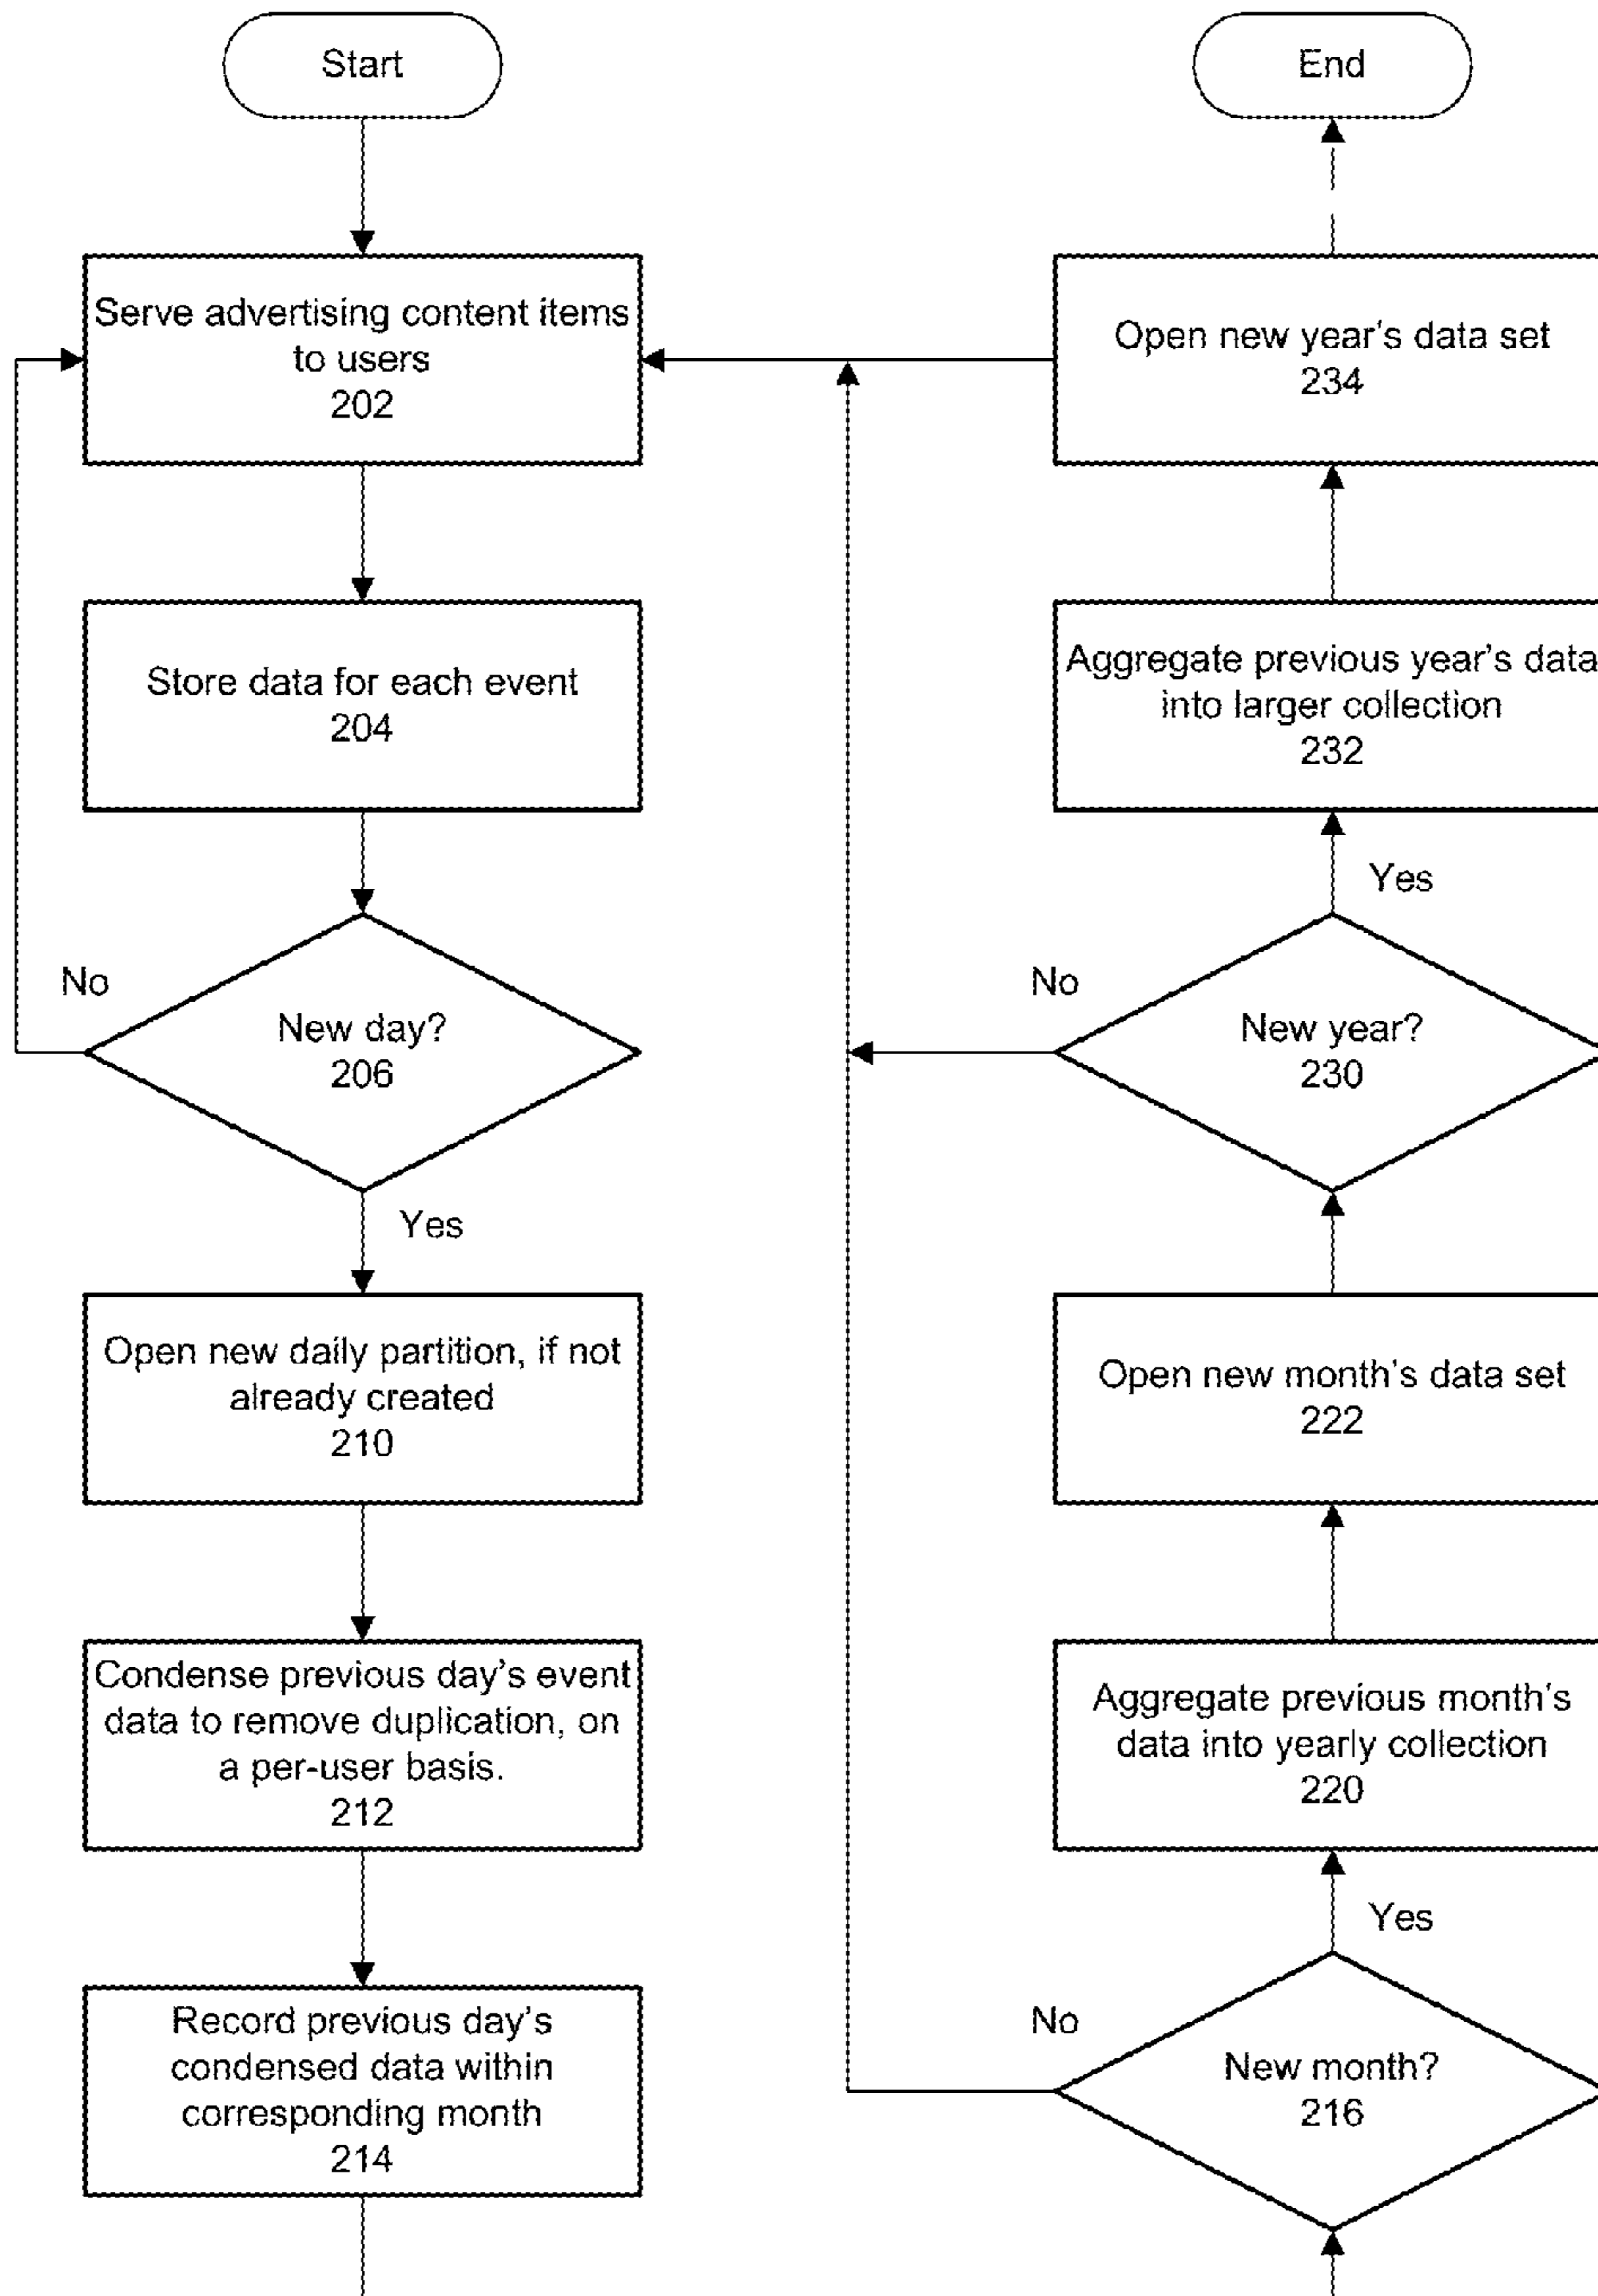 Start
Serve advertising content items
to users
202
Store data for each event
204
No
New day?
206
Yes
Open new daily partition, if not
already created
210
Condense previous day's event
data to remove duplication, on
a per-user basis.
212
Record previous day's
condensed data within
corresponding month
214
End
Open new year's data set
234
Aggregate previous year's data
into larger collection
232
Yes
No
New year?
230
Open new month's data set
222
Aggregate previous month's
data into yearly collection
220
Yes
No
New month?
216